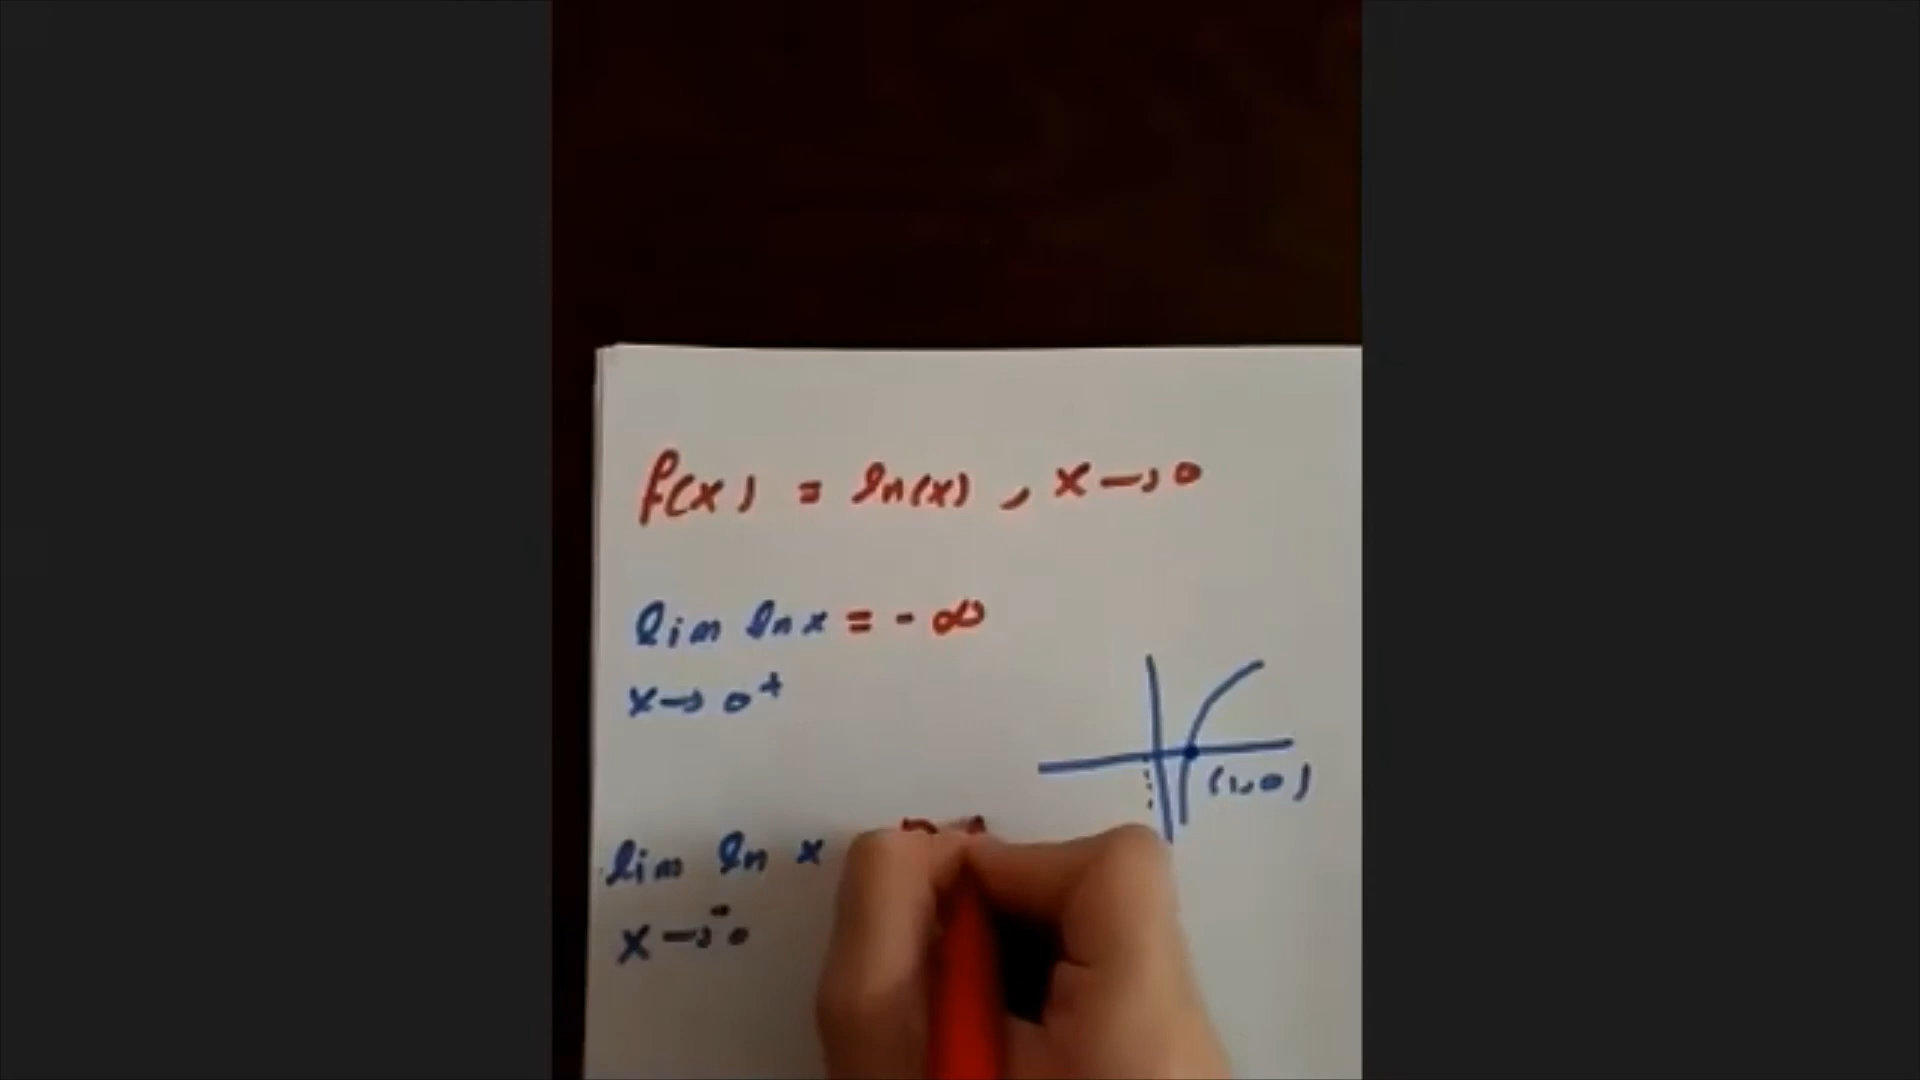 f(x) = ln(x) , x → 0
lim ln x = - ∞
x → 0⁺
(1,0)
lim ln x
x → ⁻0